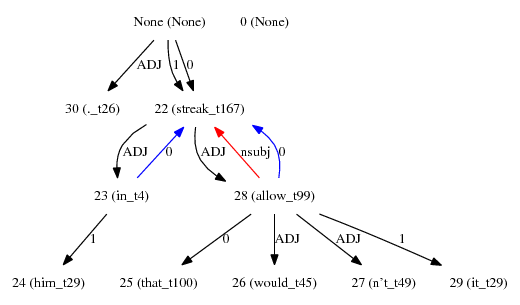 None (None) 0 (None)
ADJ 1 0
30 (._t26) 22 (streak_t167)
ADJ 0 ADJ nsubj 0
23 (in_t4) 28 (allow_t99)
1 0 ADJ ADJ 1
24 (him_t29) 25 (that_t100) 26 (would_t45) 27 (n't_t49) 29 (it_t29)